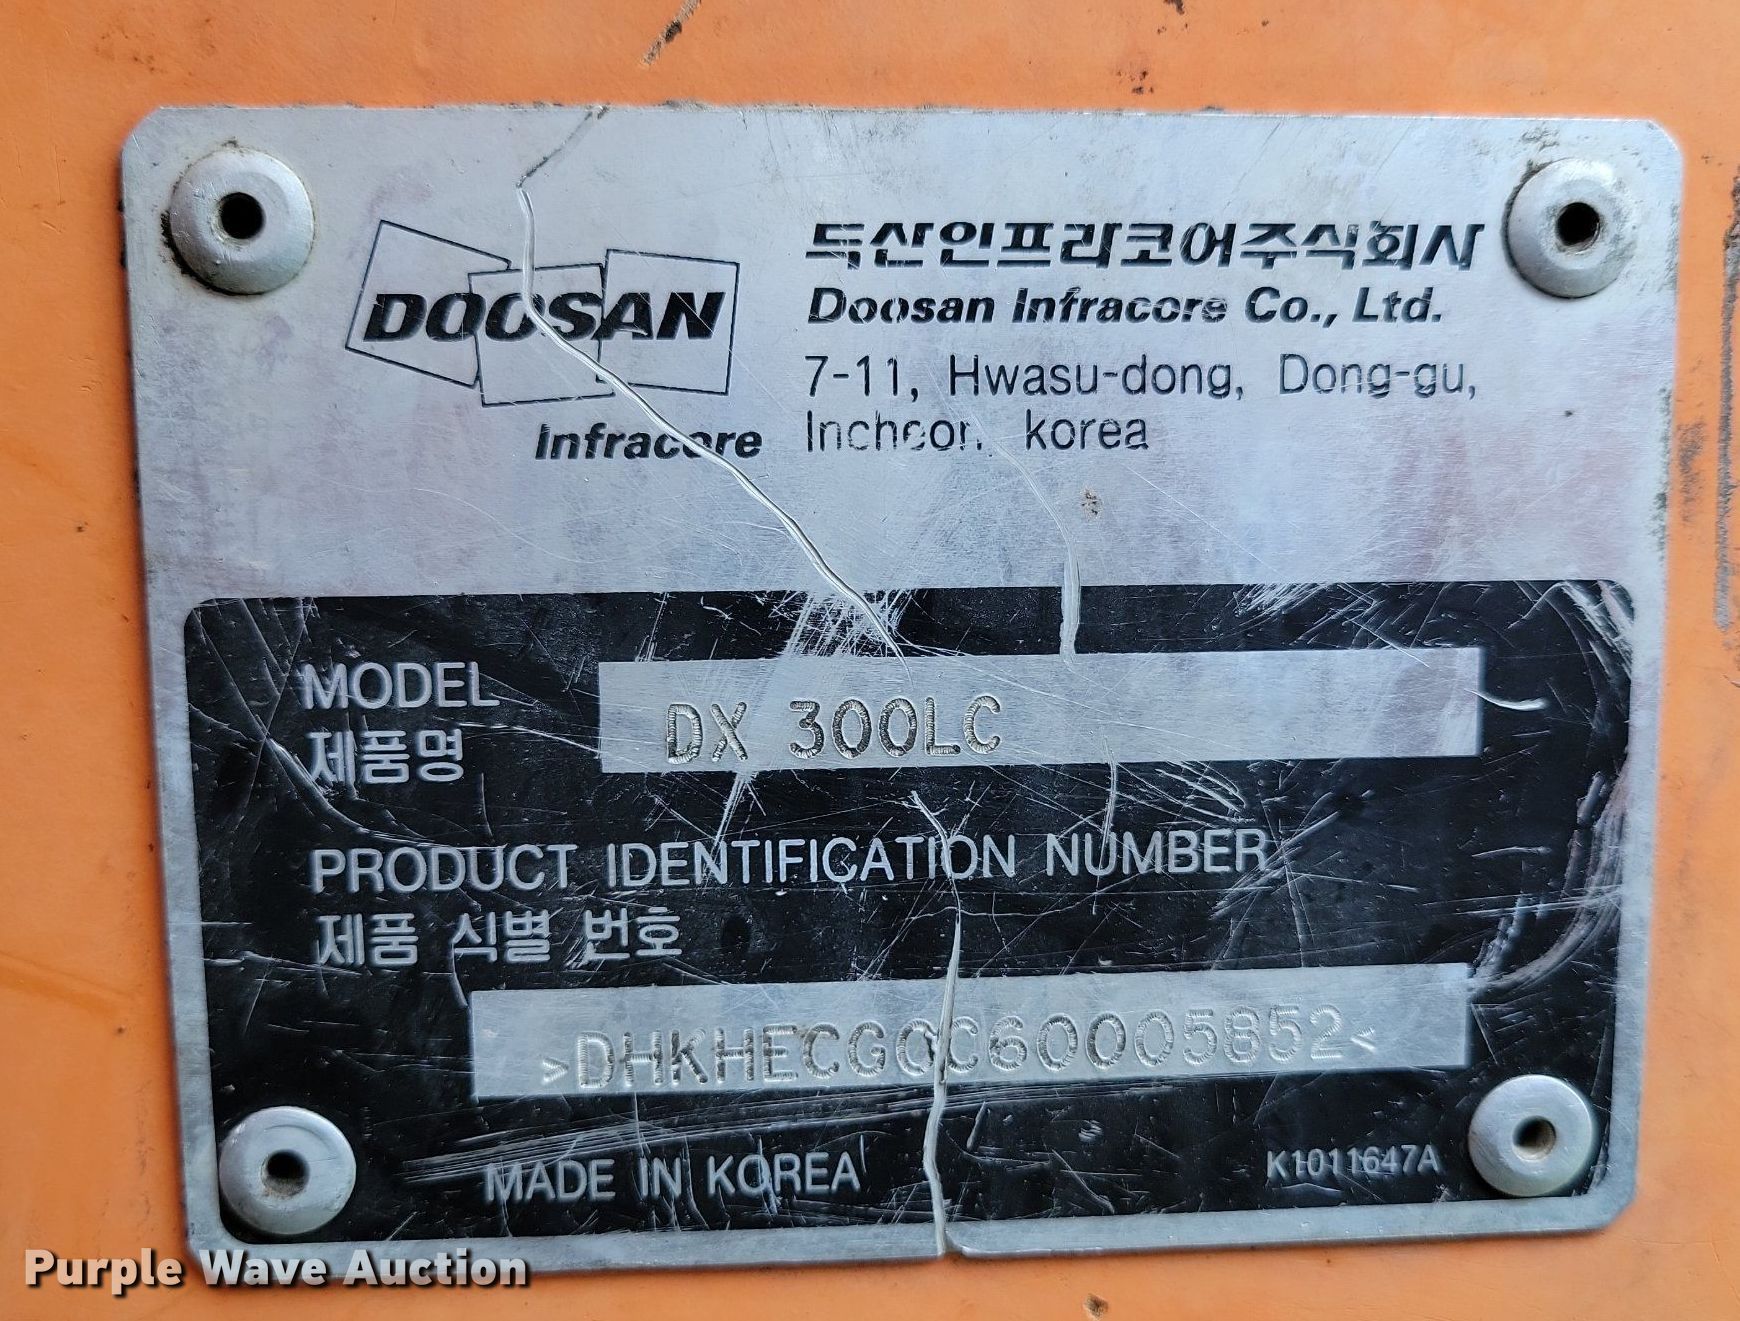 DOOSAN
Infracore
두산인프라코어주식회사
Doosan Infracore Co., Ltd.
7-11, Hwasu-dong, Dong-gu,
Incheon, korea
MODEL
제품명
DX 300LC
PRODUCT IDENTIFICATION NUMBER
제품 식별 번호
>DHKHECG0C60005852<
MADE IN KOREA
K1011647A
Purple Wave Auction